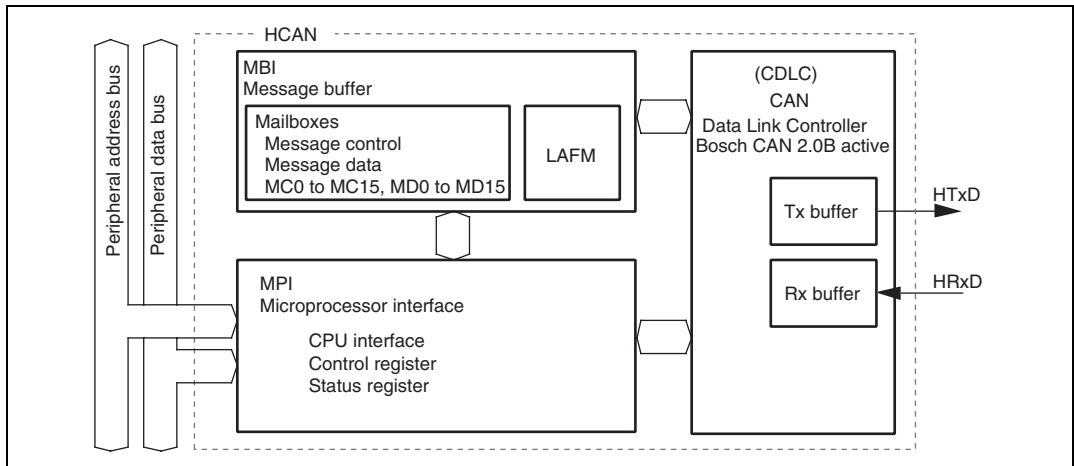 HCAN
Peripheral address bus
Peripheral data bus
MBI
Message buffer
Mailboxes
Message control
Message data
MC0 to MC15, MD0 to MD15
LAFM
MPI
Microprocessor interface
CPU interface
Control register
Status register
(CDLC)
CAN
Data Link Controller
Bosch CAN 2.0B active
Tx buffer
Rx buffer
HTxD
HRxD